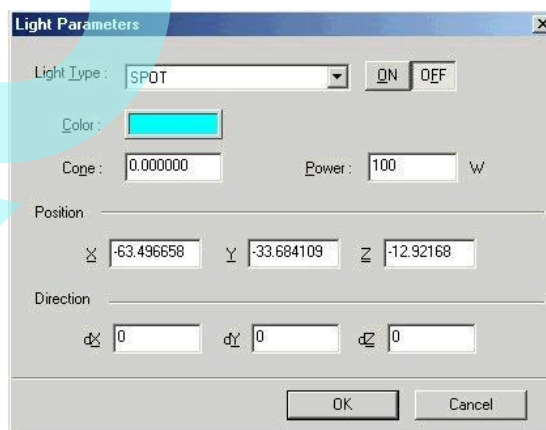 Light Parameters
Light Type : SPOT ON OFF
Color :
Cone : 0.000000 Power : 100 W
Position
X -63.496658 Y -33.684109 Z -12.92168
Direction
dX 0 dY 0 dZ 0
OK Cancel